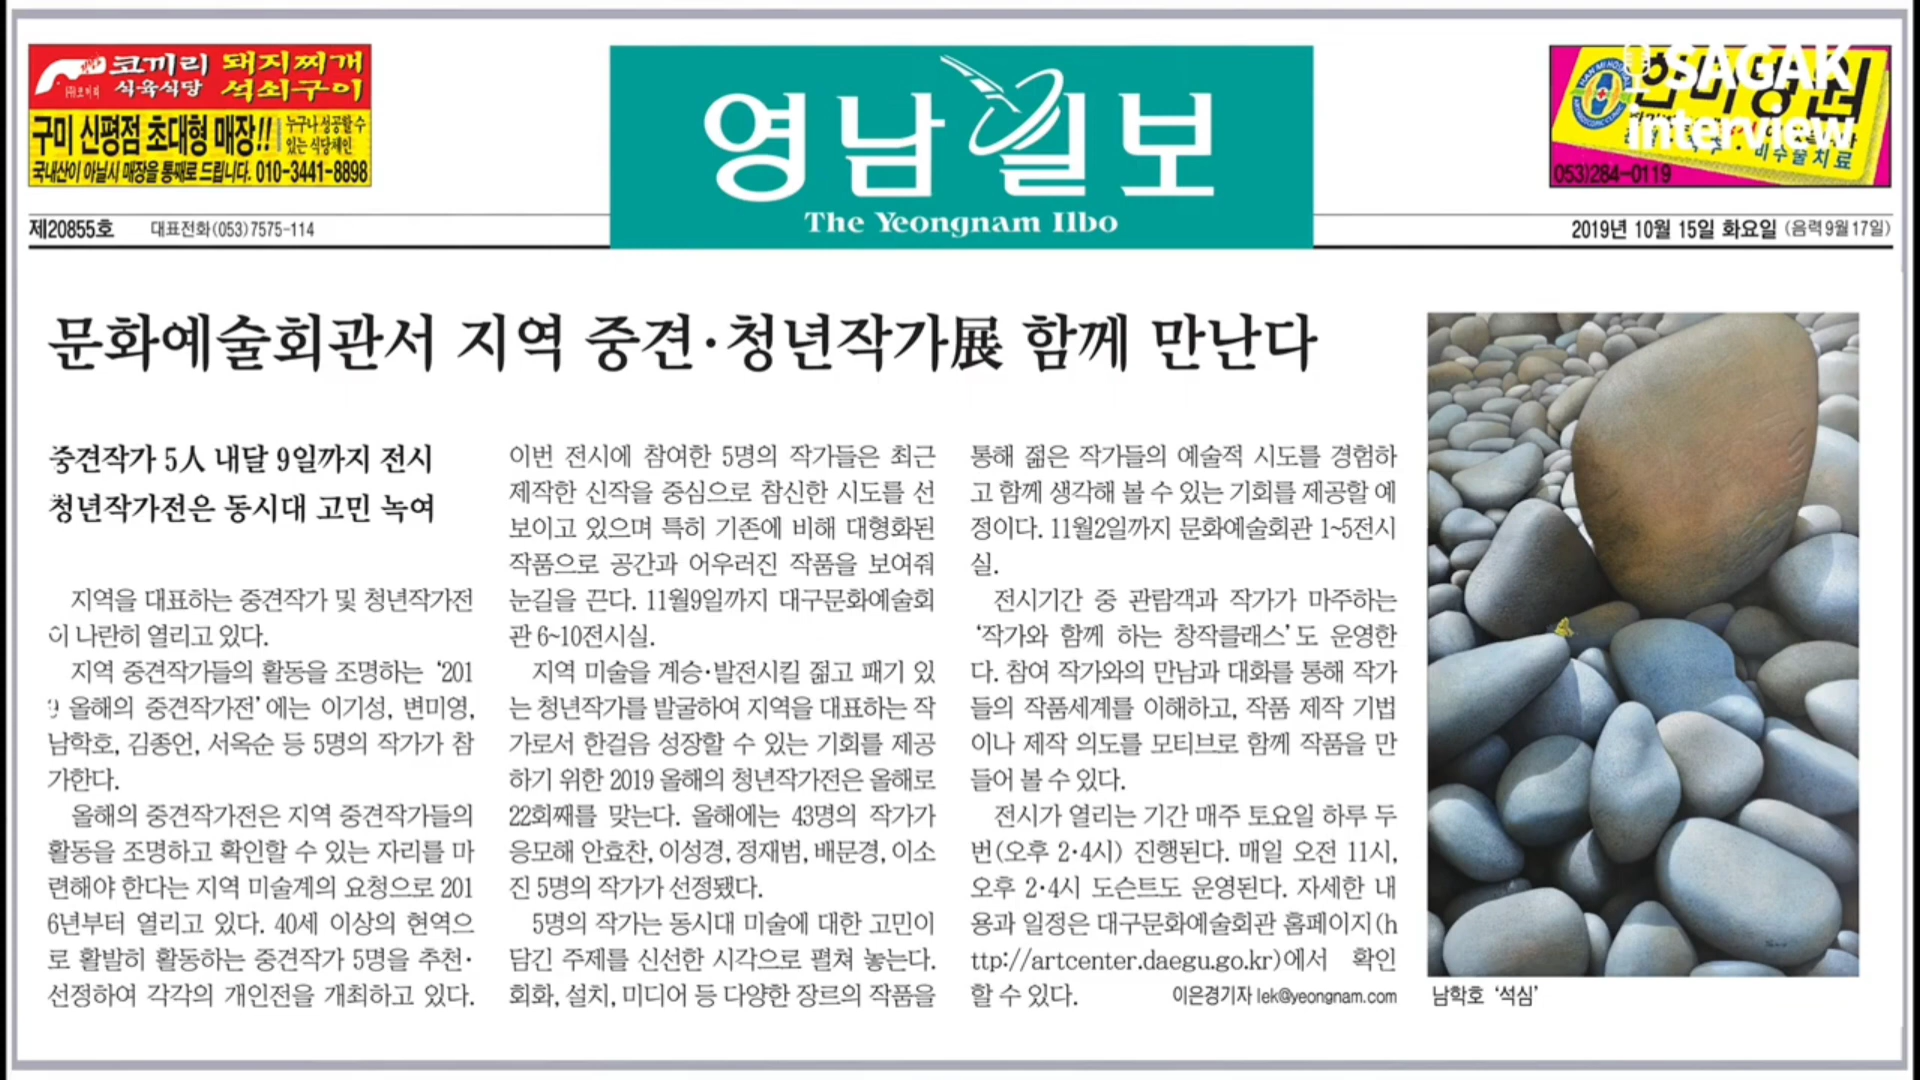 코끼리
식육식당
돼지찌개
석쇠구이
구미 신평점 초대형 매장!!
누구나 성공할 수
있는 식당체인
국내산이 아닐시 매장을 통째로 드립니다. 010-3441-8898
영남일보
The Yeongnam Ilbo
SAGAK
interview
비수술치료
053)284-0119
제20855호
대표전화(053)7575-114
2019년 10월 15일 화요일 (음력9월17일)
문화예술회관서 지역 중견·청년작가展 함께 만난다
중견작가 5人 내달 9일까지 전시
청년작가전은 동시대 고민 녹여
지역을 대표하는 중견작가 및 청년작가전
이 나란히 열리고 있다.
지역 중견작가들의 활동을 조명하는 ‘201
9 올해의 중견작가전’에는 이기성, 변미영,
남학호, 김종언, 서옥순 등 5명의 작가가 참
가한다.
올해의 중견작가전은 지역 중견작가들의
활동을 조명하고 확인할 수 있는 자리를 마
련해야 한다는 지역 미술계의 요청으로 201
6년부터 열리고 있다. 40세 이상의 현역으
로 활발히 활동하는 중견작가 5명을 추천·
선정하여 각각의 개인전을 개최하고 있다.
이번 전시에 참여한 5명의 작가들은 최근
제작한 신작을 중심으로 참신한 시도를 선
보이고 있으며 특히 기존에 비해 대형화된
작품으로 공간과 어우러진 작품을 보여줘
눈길을 끈다. 11월9일까지 대구문화예술회
관 6~10전시실.
지역 미술을 계승·발전시킬 젊고 패기 있
는 청년작가를 발굴하여 지역을 대표하는 작
가로서 한걸음 성장할 수 있는 기회를 제공
하기 위한 2019 올해의 청년작가전은 올해로
22회째를 맞는다. 올해에는 43명의 작가가
응모해 안효찬, 이성경, 정재범, 배문경, 이소
진 5명의 작가가 선정됐다.
5명의 작가는 동시대 미술에 대한 고민이
담긴 주제를 신선한 시각으로 펼쳐 놓는다.
회화, 설치, 미디어 등 다양한 장르의 작품을
통해 젊은 작가들의 예술적 시도를 경험하
고 함께 생각해 볼 수 있는 기회를 제공할 예
정이다. 11월2일까지 문화예술회관 1~5전시
실.
전시기간 중 관람객과 작가가 마주하는
‘작가와 함께 하는 창작클래스’도 운영한
다. 참여 작가와의 만남과 대화를 통해 작가
들의 작품세계를 이해하고, 작품 제작 기법
이나 제작 의도를 모티브로 함께 작품을 만
들어 볼 수 있다.
전시가 열리는 기간 매주 토요일 하루 두
번(오후 2·4시) 진행된다. 매일 오전 11시,
오후 2·4시 도슨트도 운영된다. 자세한 내
용과 일정은 대구문화예술회관 홈페이지(h
ttp://artcenter.daegu.go.kr)에서 확인
할 수 있다.
이은경기자 lek@yeongnam.com
남학호 ‘석심’